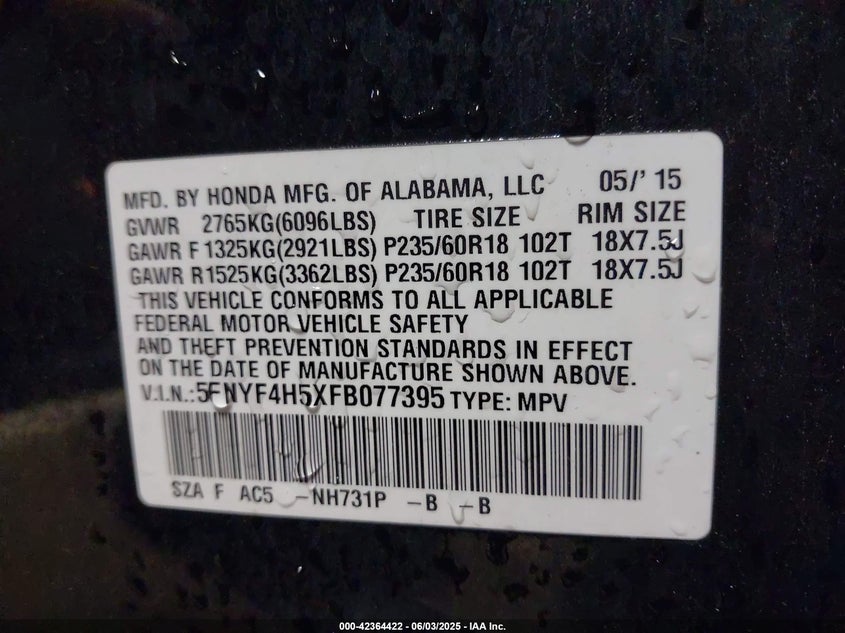 MFD. BY HONDA MFG. OF ALABAMA, LLC 05/' 15
GVWR 2765KG(6096LBS) TIRE SIZE RIM SIZE
GAWR F 1325KG(2921LBS) P235/60R18 102T 18X7.5J
GAWR R1525KG(3362LBS) P235/60R18 102T 18X7.5J
THIS VEHICLE CONFORMS TO ALL APPLICABLE
FEDERAL MOTOR VEHICLE SAFETY
AND THEFT PREVENTION STANDARDS IN EFFECT
ON THE DATE OF MANUFACTURE SHOWN ABOVE.
V.I.N.:5FNYF4H5XFB077395 TYPE: MPV
SZA F AC5 -NH731P -B -B
000-42364422 - 06/03/2025 - IAA Inc.